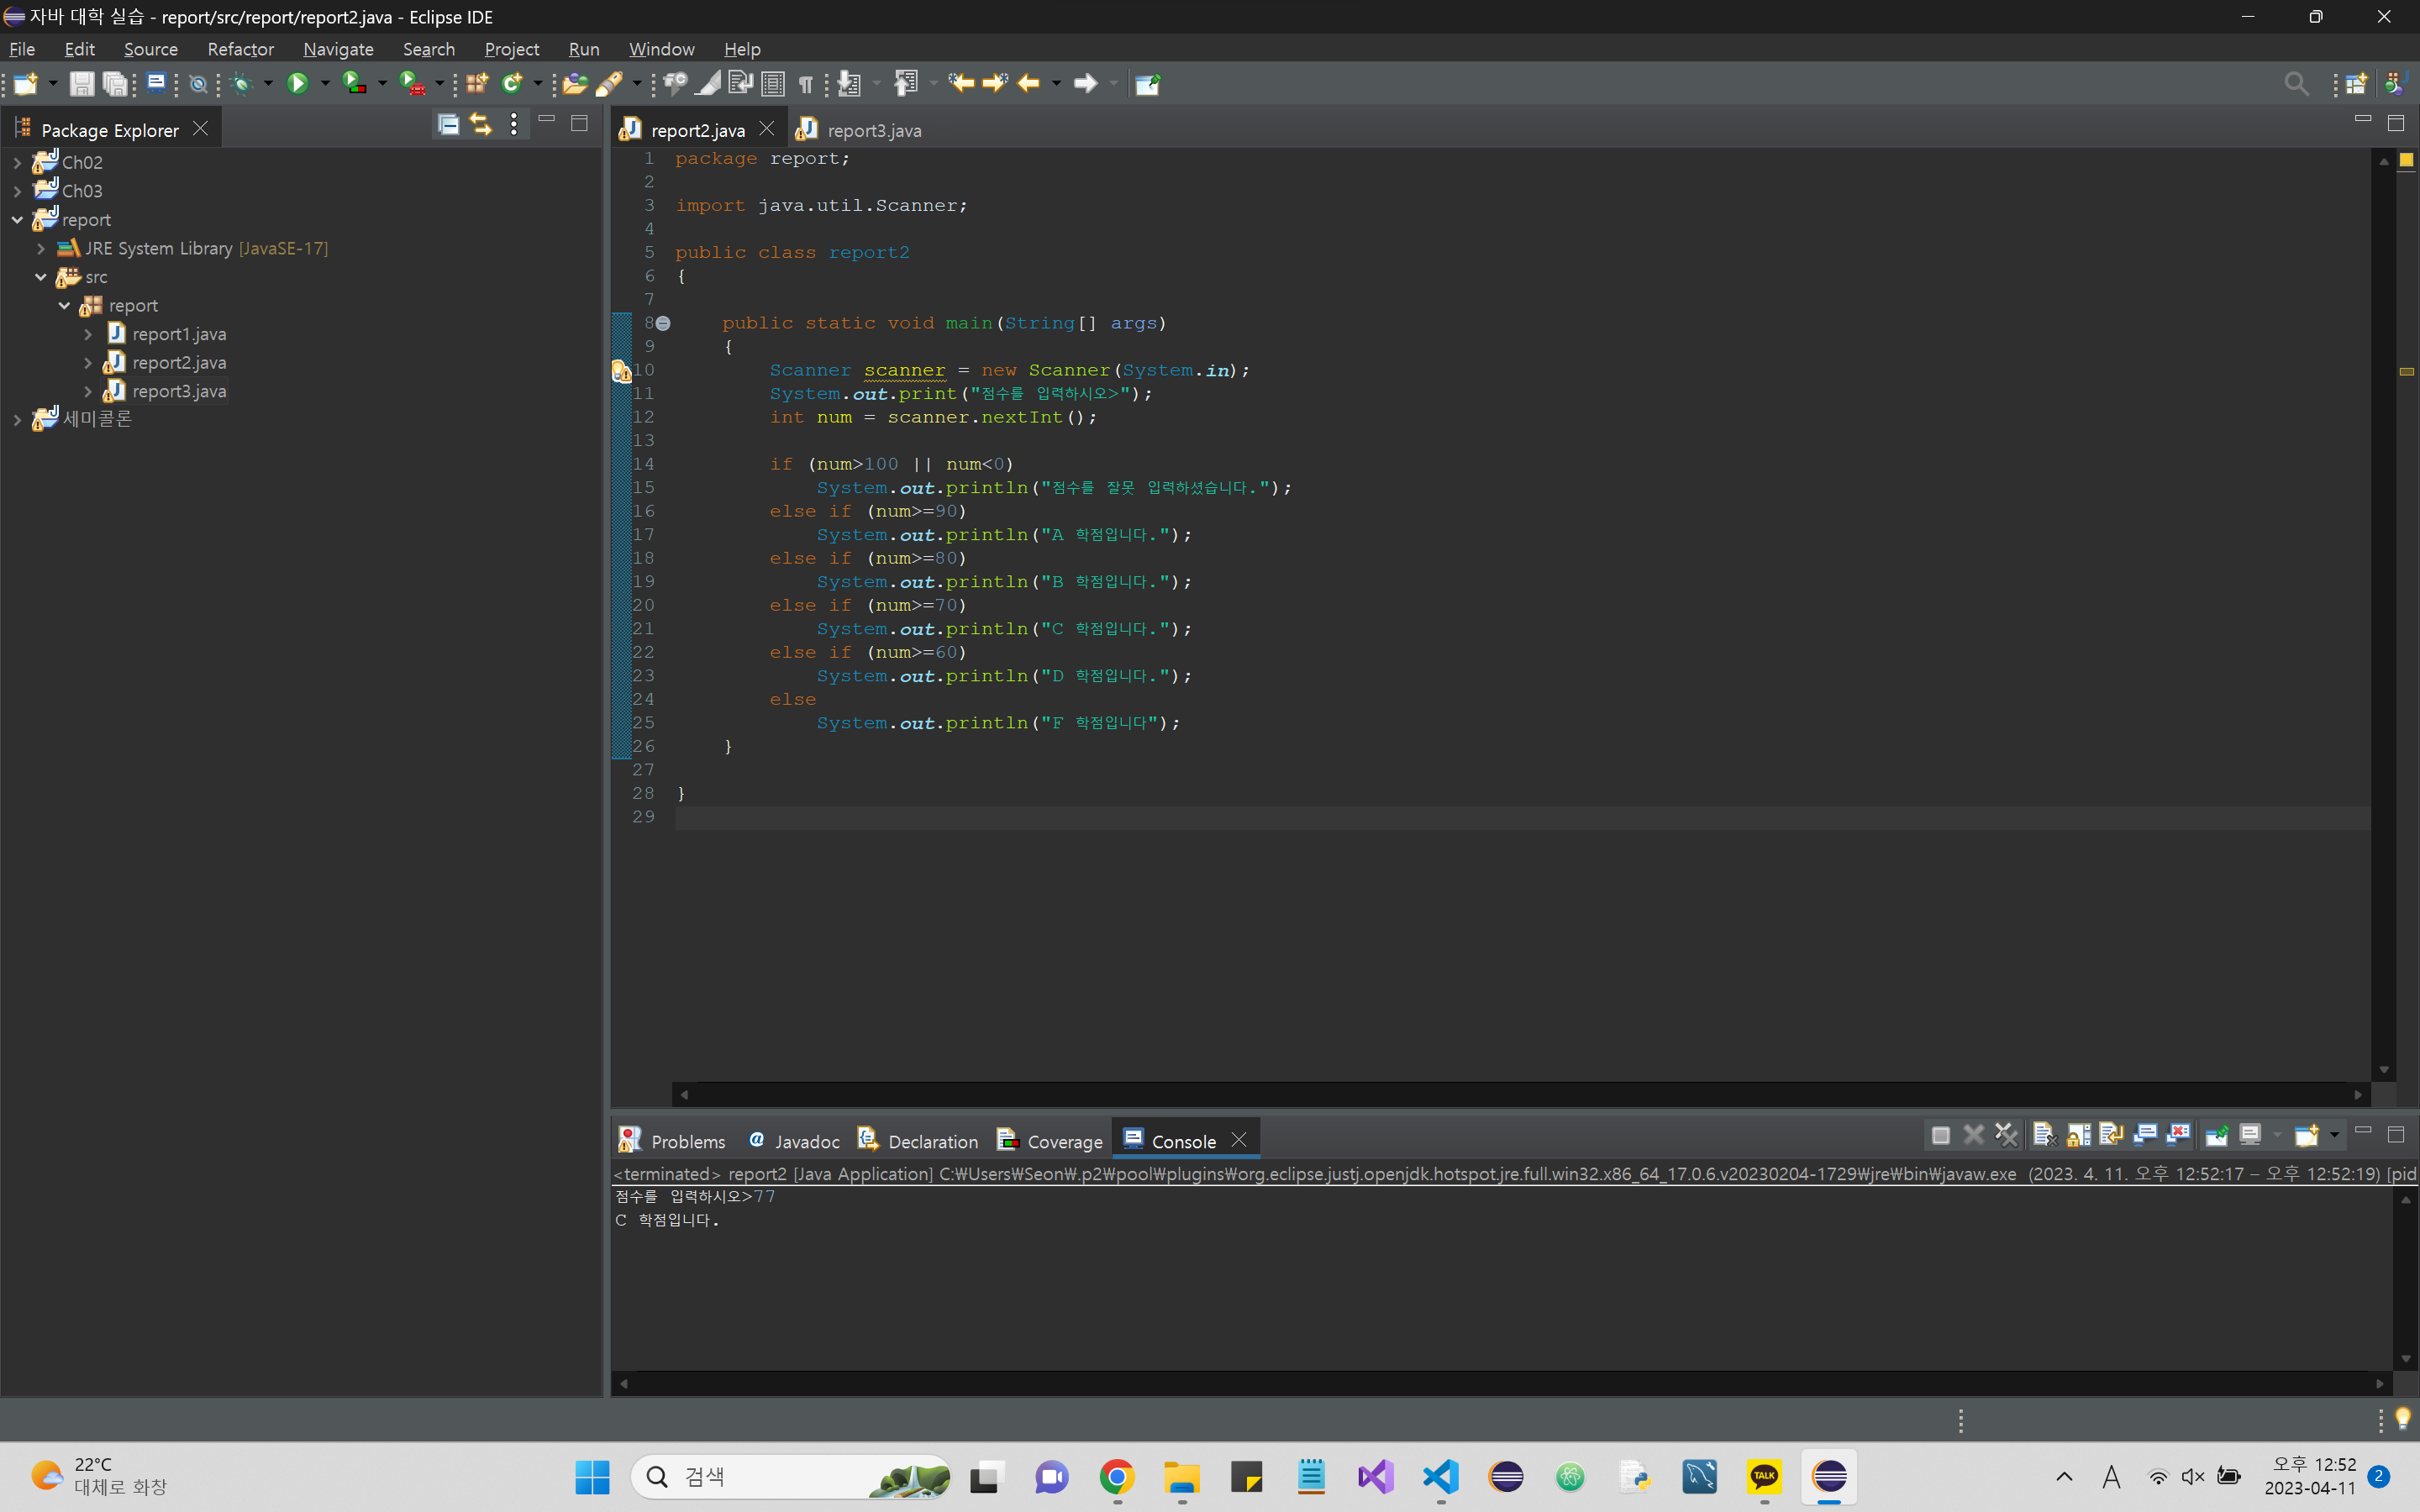 자바 대학 실습 - report/src/report/report2.java - Eclipse IDE
File Edit Source Refactor Navigate Search Project Run Window Help
Package Explorer
Ch02
Ch03
report
JRE System Library [JavaSE-17]
src
report
report1.java
report2.java
report3.java
세미콜론
report2.java report3.java
1 package report;
2
3 import java.util.Scanner;
4
5 public class report2
6 {
7
8 public static void main(String[] args)
9 {
10 Scanner scanner = new Scanner(System.in);
11 System.out.print("점수를 입력하시오>");
12 int num = scanner.nextInt();
13
14 if (num>100 || num<0)
15 System.out.println("점수를 잘못 입력하셨습니다.");
16 else if (num>=90)
17 System.out.println("A 학점입니다.");
18 else if (num>=80)
19 System.out.println("B 학점입니다.");
20 else if (num>=70)
21 System.out.println("C 학점입니다.");
22 else if (num>=60)
23 System.out.println("D 학점입니다.");
24 else
25 System.out.println("F 학점입니다");
26 }
27
28 }
29
Problems Javadoc Declaration Coverage Console
<terminated> report2 [Java Application] C:₩Users₩Seon₩.p2₩pool₩plugins₩org.eclipse.justj.openjdk.hotspot.jre.full.win32.x86_64_17.0.6.v20230204-1729₩jre₩bin₩javaw.exe (2023. 4. 11. 오후 12:52:17 – 오후 12:52:19) [pid
점수를 입력하시오>77
C 학점입니다.
22°C
대체로 화창
검색
TALK
A
오후 12:52
2023-04-11
2